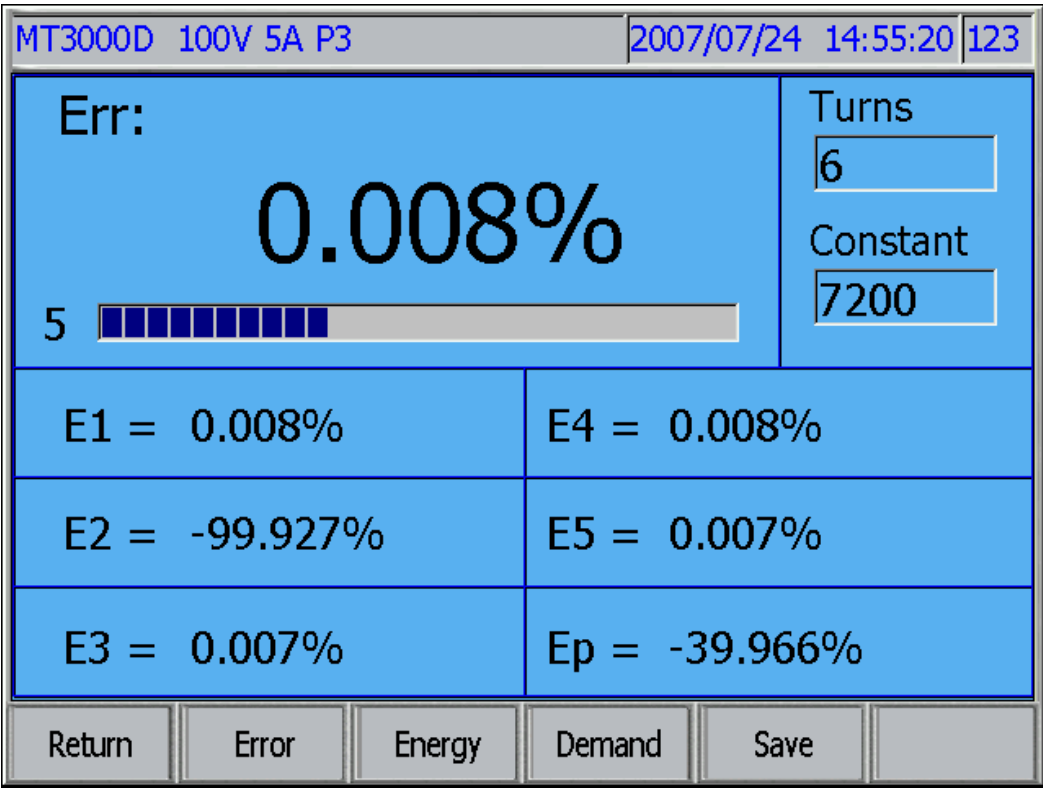 MT3000D 100V 5A P3 2007/07/24 14:55:20 123
Err:
0.008%
5
Turns
6
Constant
7200
E1 = 0.008% E4 = 0.008%
E2 = -99.927% E5 = 0.007%
E3 = 0.007% Ep = -39.966%
Return Error Energy Demand Save